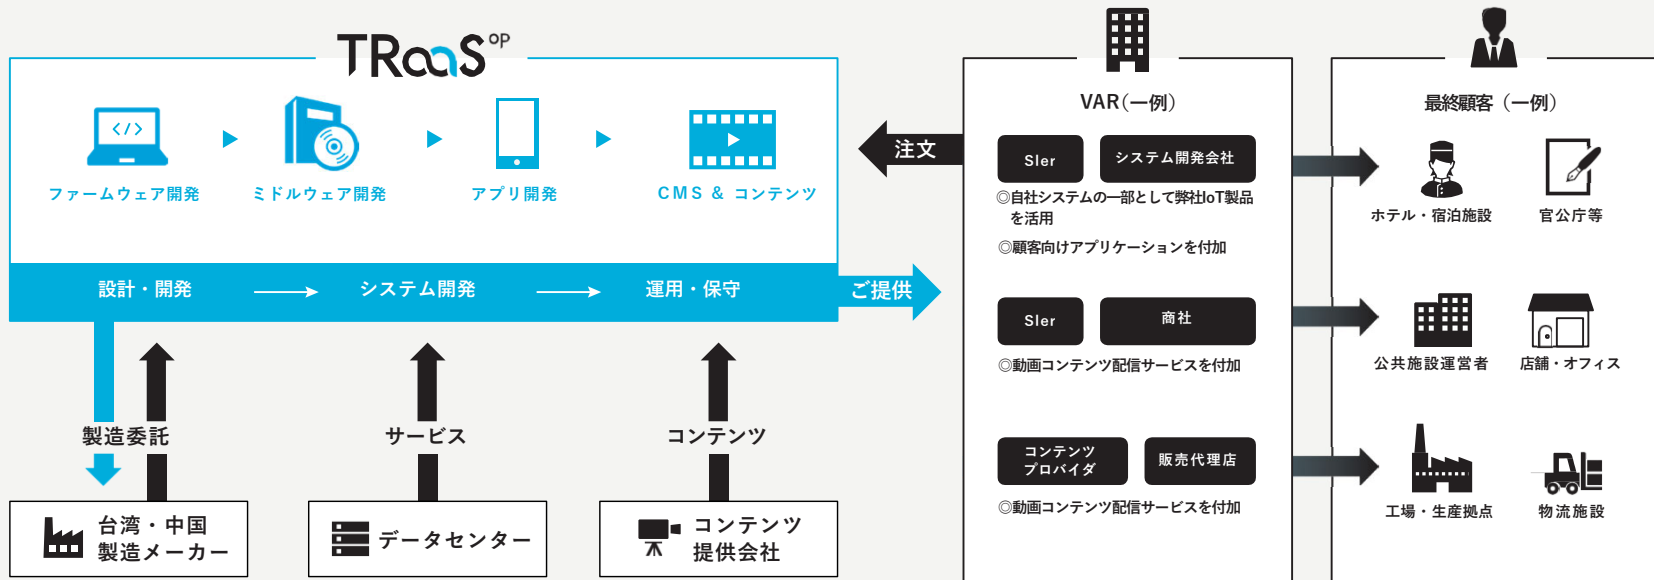 TRaaS OP
</>
ファームウェア開発
ミドルウェア開発
アプリ開発
CMS & コンテンツ
設計・開発
システム開発
運用・保守
注文
ご提供
製造委託
サービス
コンテンツ
台湾・中国
製造メーカー
データセンター
コンテンツ
提供会社
VAR(一例)
SIer
システム開発会社
◎自社システムの一部として弊社IoT製品
を活用
◎顧客向けアプリケーションを付加
SIer
商社
◎動画コンテンツ配信サービスを付加
コンテンツ
プロバイダ
販売代理店
◎動画コンテンツ配信サービスを付加
最終顧客(一例)
ホテル・宿泊施設
官公庁等
公共施設運営者
店舗・オフィス
工場・生産拠点
物流施設